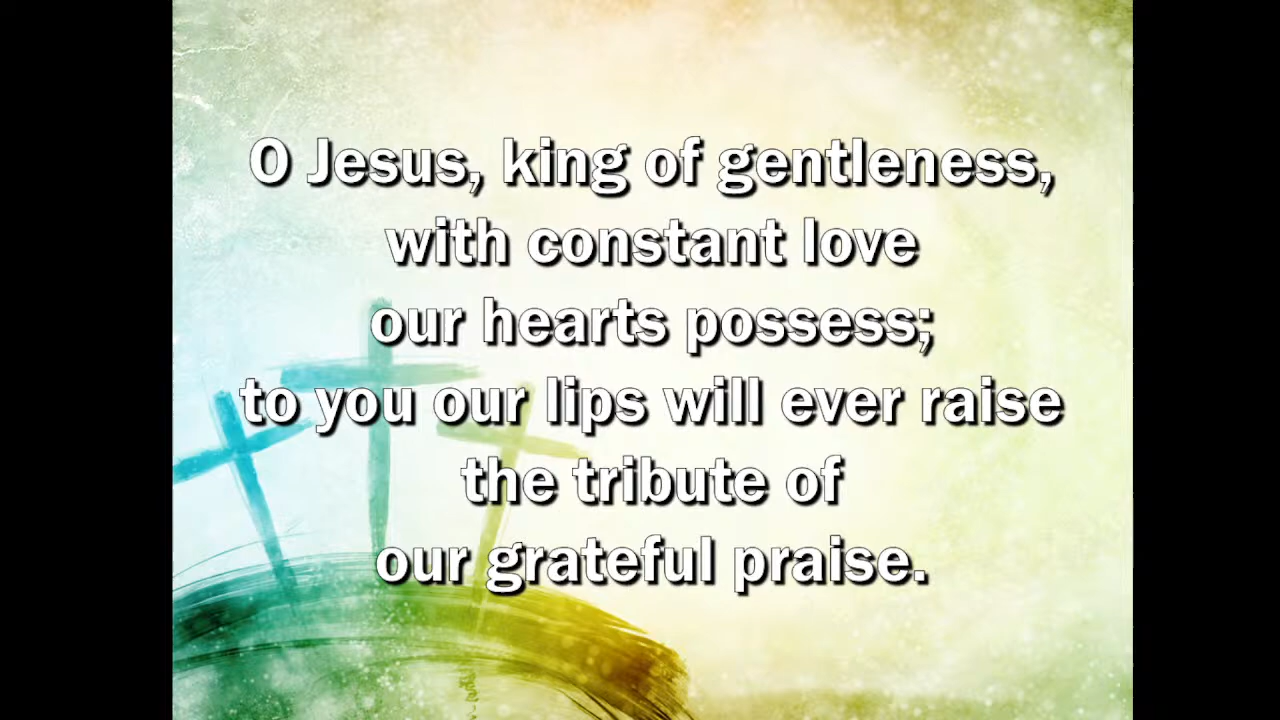 O Jesus, king of gentleness,
with constant love
our hearts possess;
to you our lips will ever raise
the tribute of
our grateful praise.